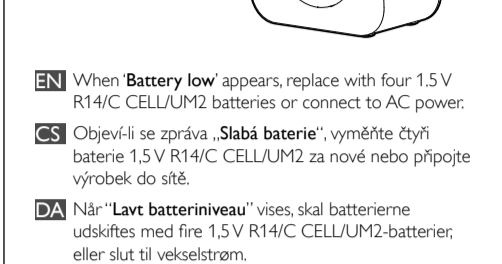 EN When 'Battery low' appears, replace with four 1.5 V
R14/C CELL/UM2 batteries or connect to AC power.
CS Objeví-li se zpráva „Slabá baterie“, vyměňte čtyři
baterie 1,5 V R14/C CELL/UM2 za nové nebo připojte
výrobek do sítě.
DA Når “Lavt batteriniveau” vises, skal batterierne
udskiftes med fire 1,5 V R14/C CELL/UM2-batterier,
eller slut til vekselstrøm.